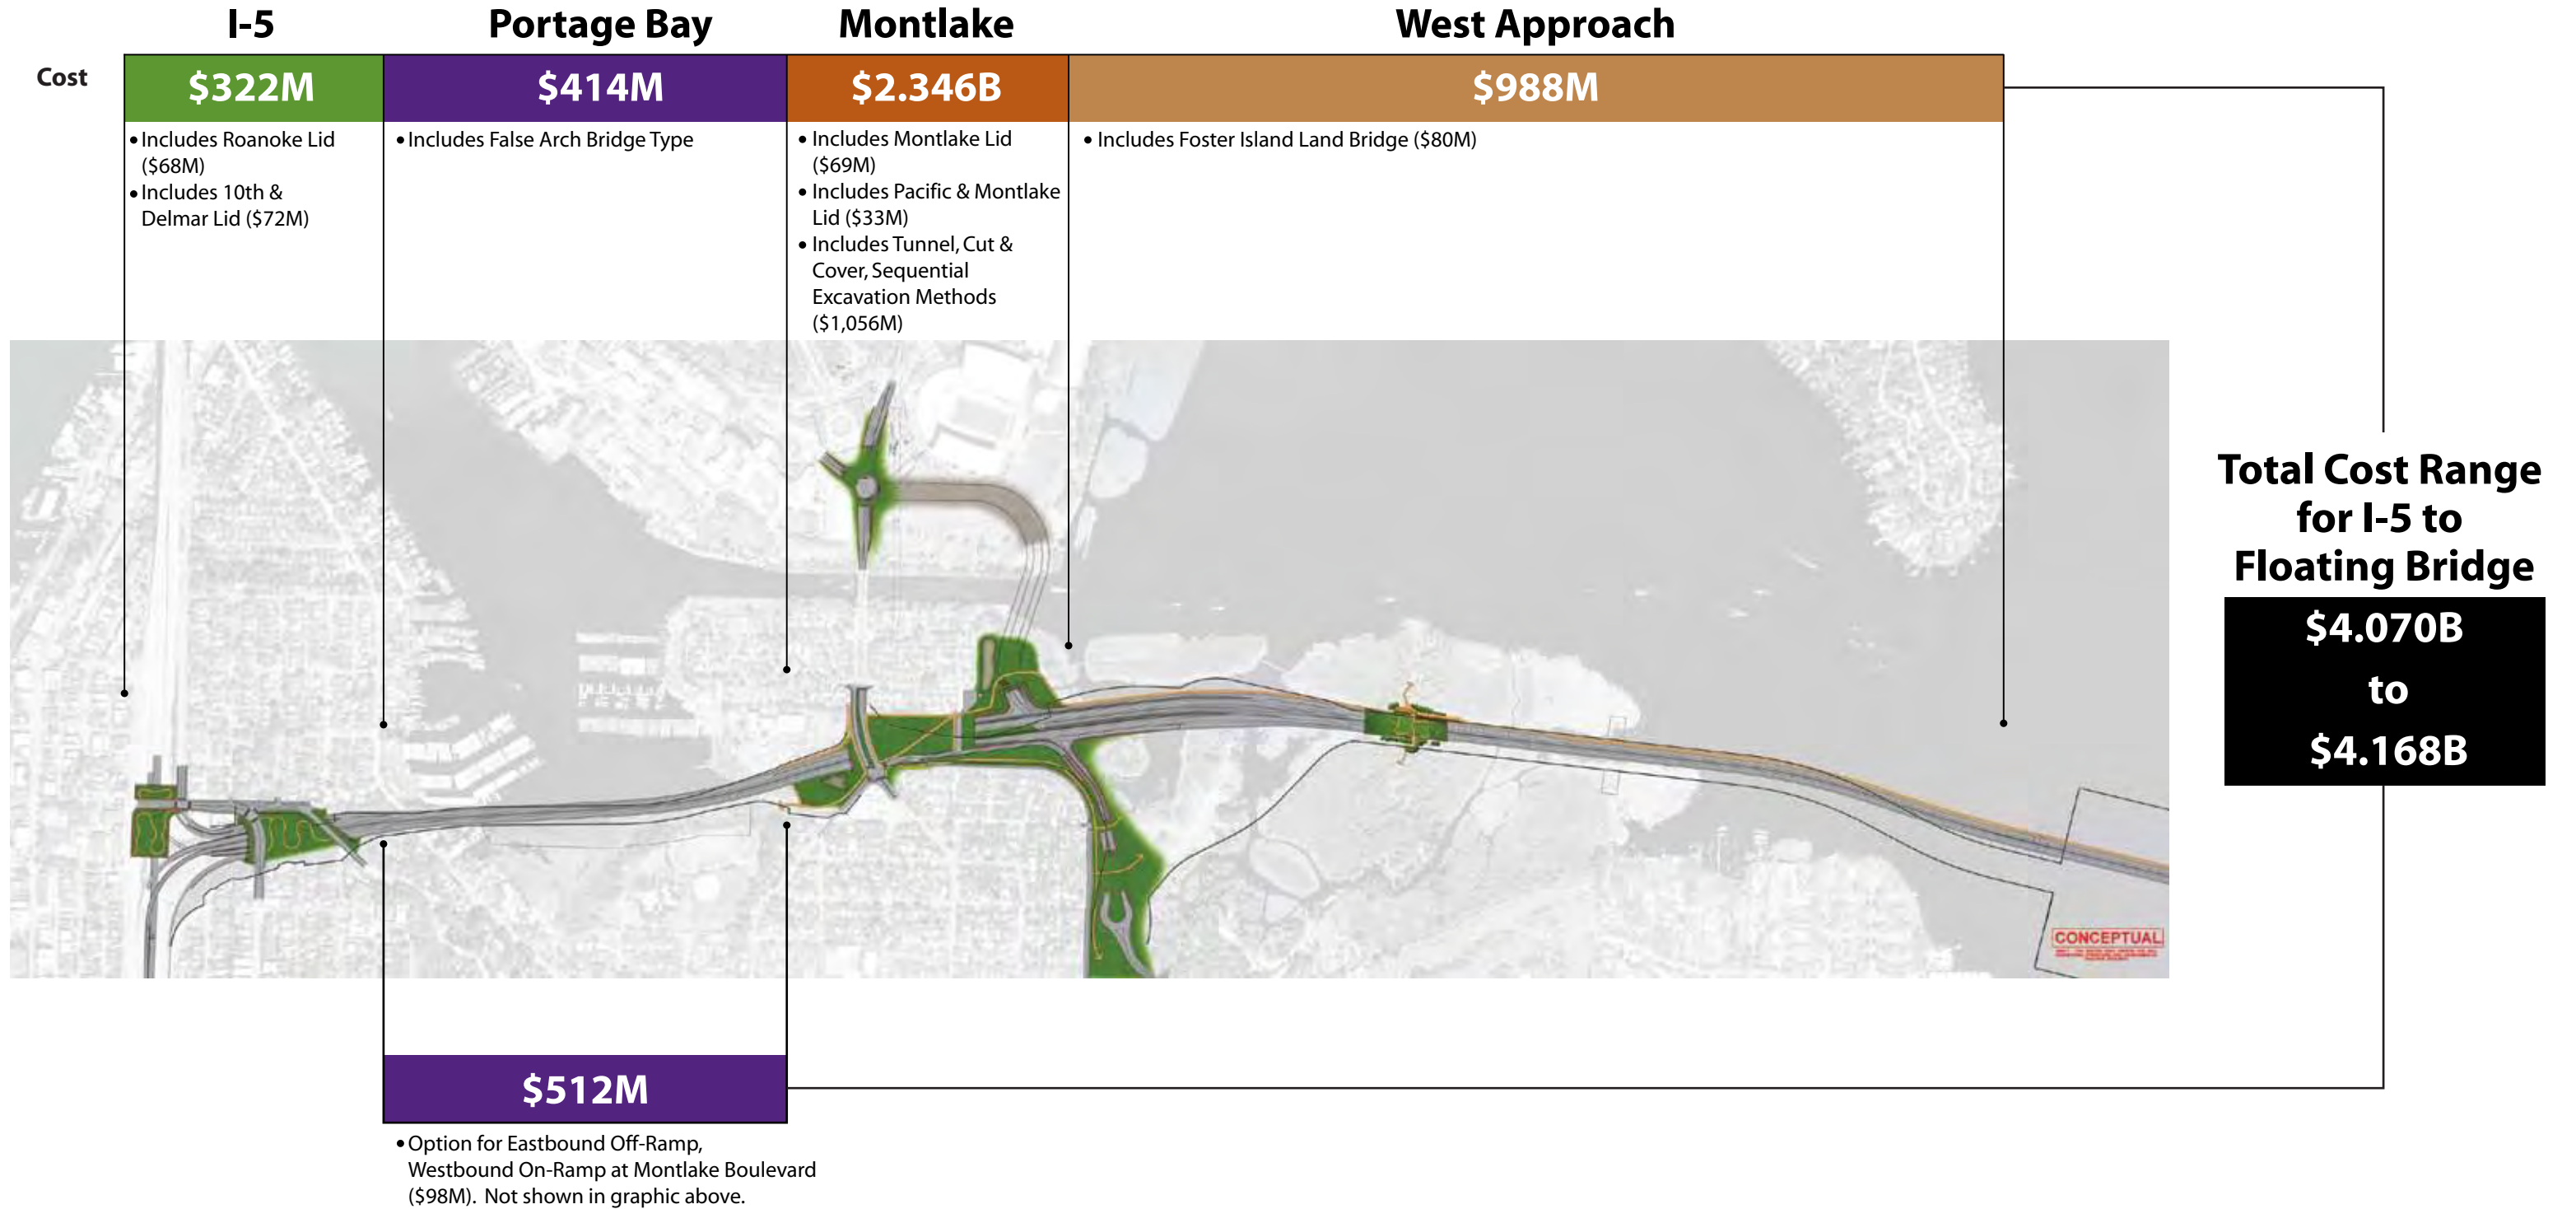 I-5
Portage Bay
Montlake
West Approach
Cost
$322M
$414M
$2.346B
$988M
• Includes Roanoke Lid
($68M)
• Includes 10th &
Delmar Lid ($72M)
• Includes False Arch Bridge Type
• Includes Montlake Lid
($69M)
• Includes Pacific & Montlake
Lid ($33M)
• Includes Tunnel, Cut &
Cover, Sequential
Excavation Methods
($1,056M)
• Includes Foster Island Land Bridge ($80M)
Total Cost Range
for I-5 to
Floating Bridge
$4.070B
to
$4.168B
CONCEPTUAL
$512M
• Option for Eastbound Off-Ramp,
Westbound On-Ramp at Montlake Boulevard
($98M). Not shown in graphic above.